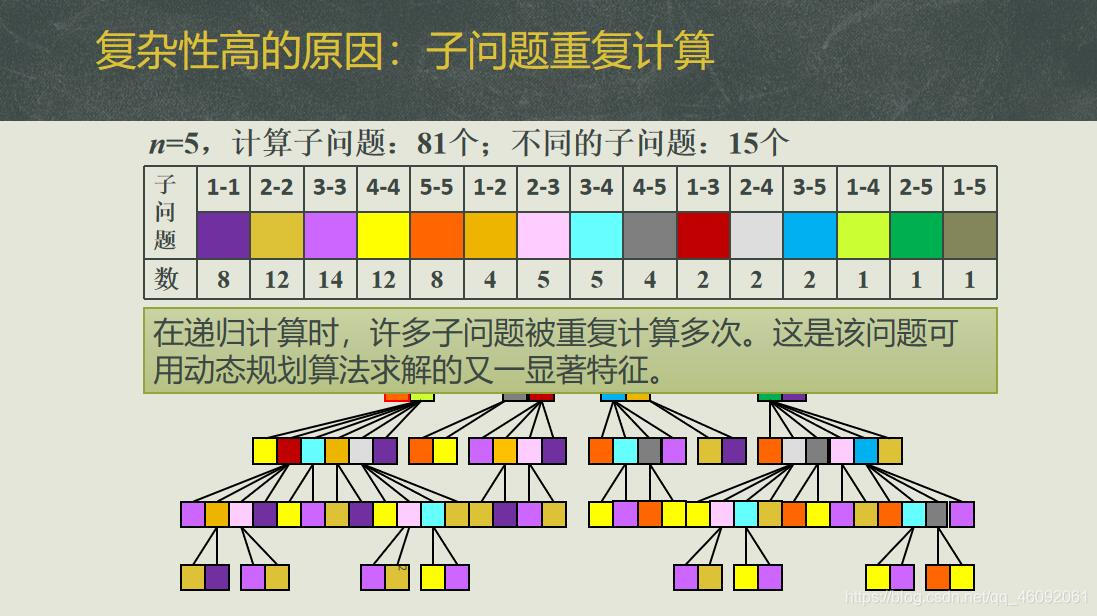 复杂性高的原因：子问题重复计算
n=5，计算子问题：81个；不同的子问题：15个
子问题 1-1 2-2 3-3 4-4 5-5 1-2 2-3 3-4 4-5 1-3 2-4 3-5 1-4 2-5 1-5
数 8 12 14 12 8 4 5 5 4 2 2 2 1 1 1
在递归计算时，许多子问题被重复计算多次。这是该问题可
用动态规划算法求解的又一显著特征。
2
https://blog.csdn.net/qq_46092061